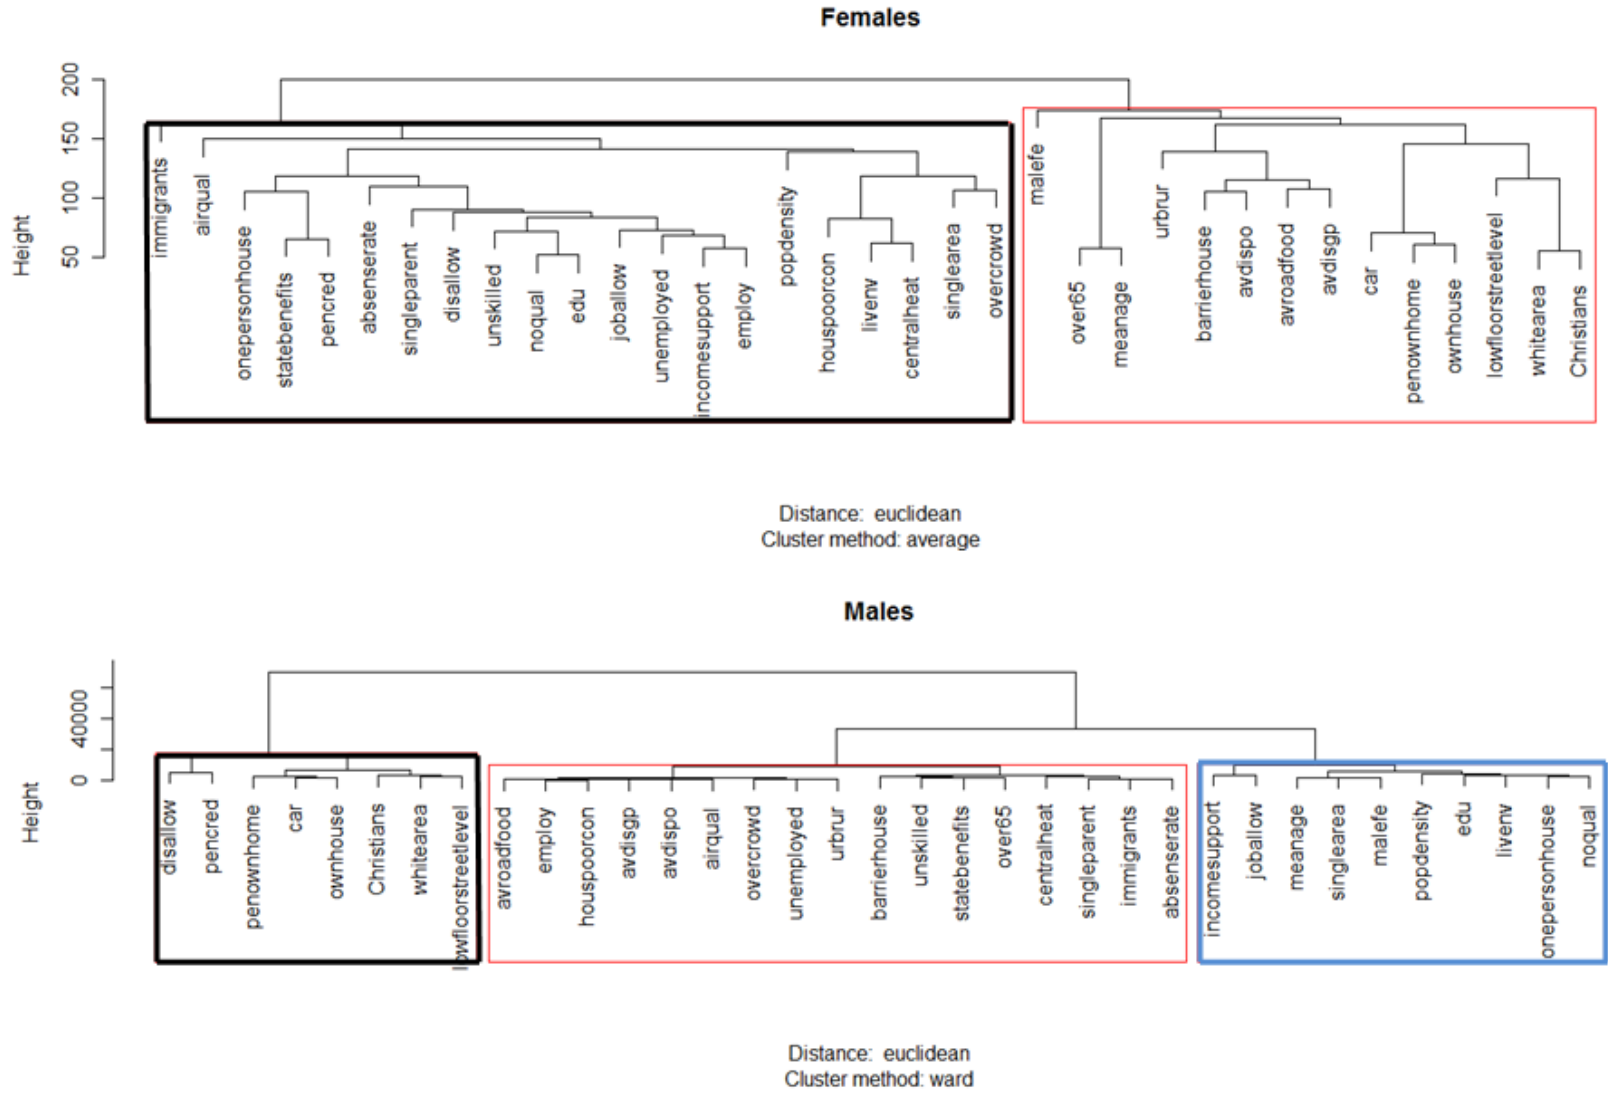 Females
Height
200
150
100
50
immigrants
airqual
onepersonhouse
statebenefits
pencred
absenserate
singleparent
disallow
unskilled
noqual
edu
joballow
unemployed
incomesupport
employ
popdensity
houspoorcon
livenv
centralheat
singlearea
overcrowd
malefe
over65
meanage
urbrur
barrierhouse
avdispo
avroadfood
avdisgp
car
penownhome
ownhouse
lowfloorstreetlevel
whitearea
Christians
Distance: euclidean
Cluster method: average
Males
Height
40000
0
disallow
pencred
penownhome
car
ownhouse
Christians
whitearea
lowfloorstreetlevel
avroadfood
employ
houspoorcon
avdisgp
avdispo
airqual
overcrowd
unemployed
urbrur
barrierhouse
unskilled
statebenefits
over65
centralheat
singleparent
immigrants
absenserate
incomesupport
joballow
meanage
singlearea
malefe
popdensity
edu
livenv
onepersonhouse
noqual
Distance: euclidean
Cluster method: ward